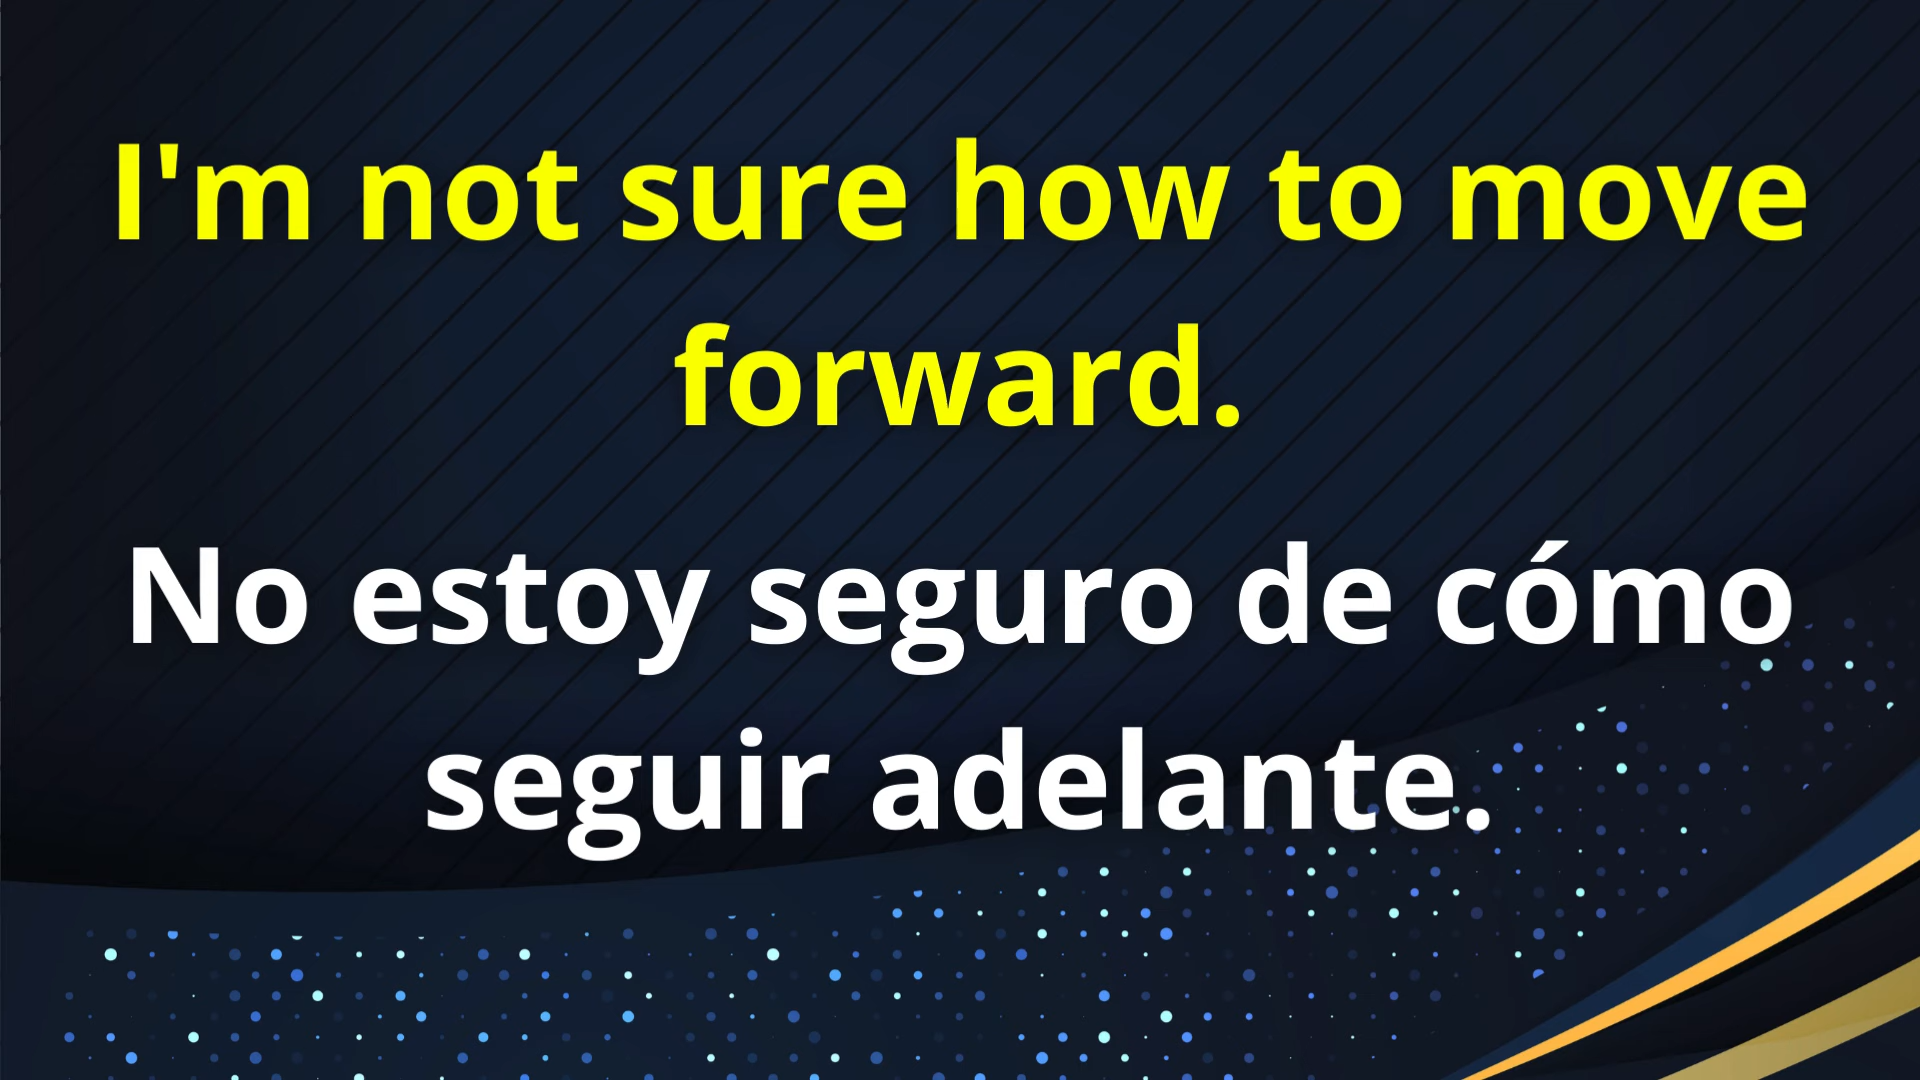 I'm not sure how to move
forward.
No estoy seguro de cómo
seguir adelante.